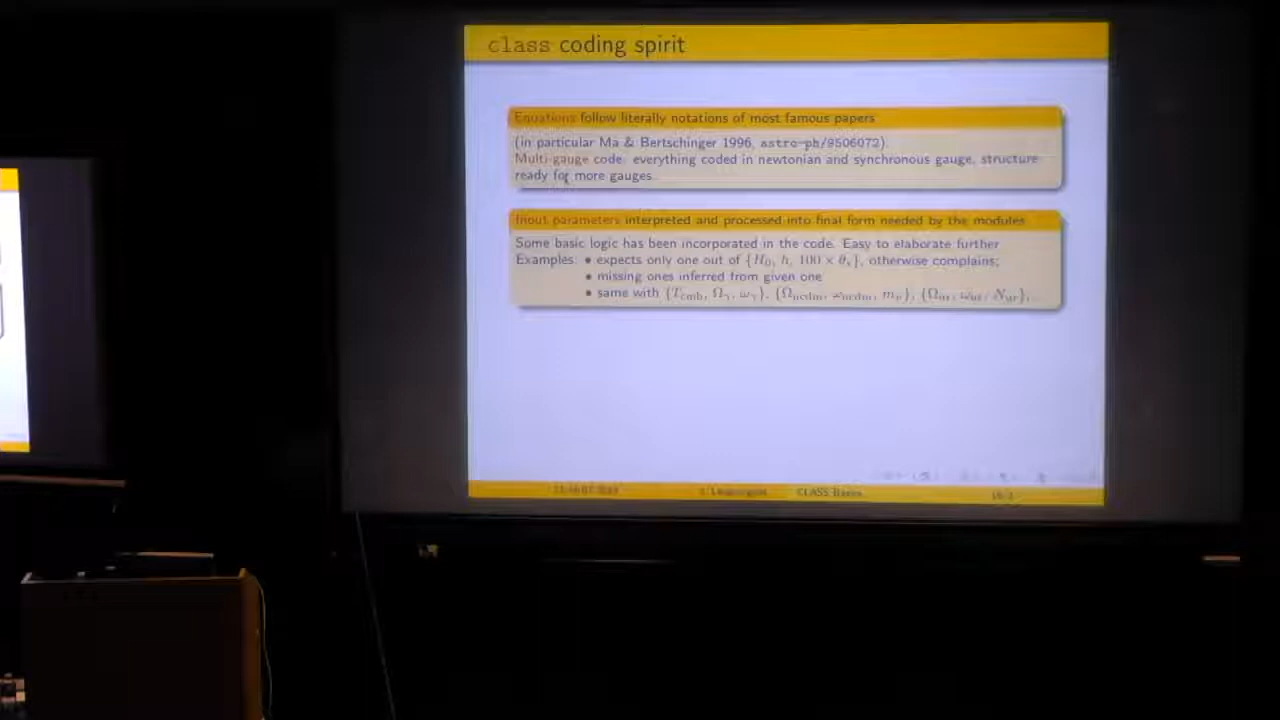 class coding spirit
Equations follow literally notations of most famous papers
(in particular Ma & Bertschinger 1996, astro-ph/9506072).
Multi-gauge code: everything coded in newtonian and synchronous gauge, structure
ready for more gauges.
Input parameters interpreted and processed into final form needed by the modules
Some basic logic has been incorporated in the code. Easy to elaborate further
Examples: • expects only one out of {H₀, h, 100 × θₛ}, otherwise complains;
• missing ones inferred from given one
• same with {T_cmb, Ω_γ, ω_γ}, {Ω_ncdm, ω_ncdm, m_ν}, {Ω_ur, ω_ur, N_ur},
CLASS Basics